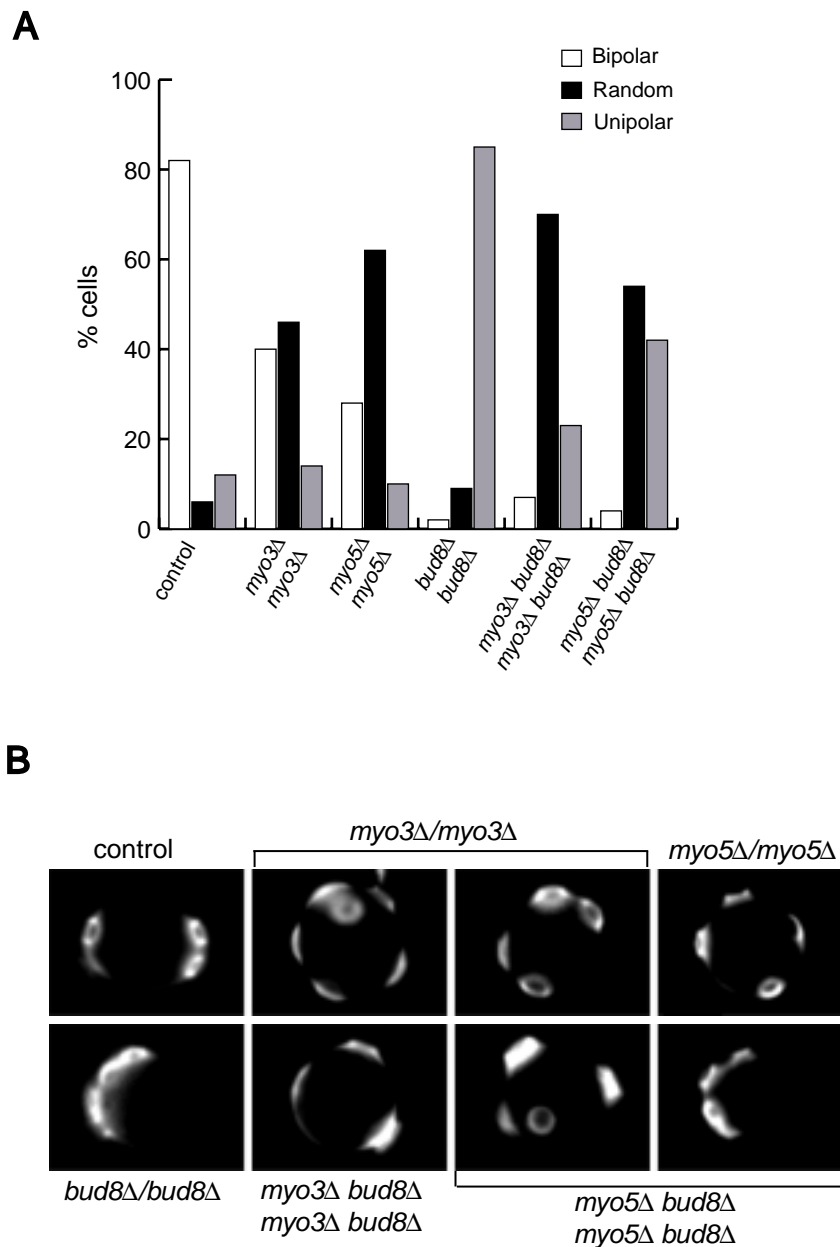 A
Bipolar
Random
Unipolar
100
80
60
40
20
0
% cells
control
myo3Δ
myo3Δ
myo5Δ
myo5Δ
bud8Δ
bud8Δ
myo3Δ bud8Δ
myo3Δ bud8Δ
myo5Δ bud8Δ
myo5Δ bud8Δ
B
control
myo3Δ/myo3Δ
myo5Δ/myo5Δ
bud8Δ/bud8Δ
myo3Δ bud8Δ
myo3Δ bud8Δ
myo5Δ bud8Δ
myo5Δ bud8Δ